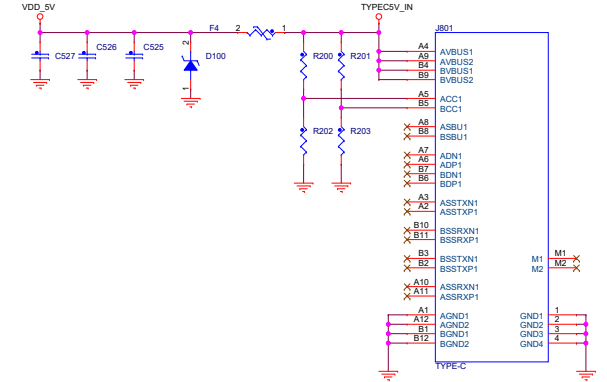 VDD_5V
TYPEC5V_IN
F4 2 1
J801
C527 C526 C525
2 D100 1
R200 R201
R202 R203
A4 AVBUS1
A9 AVBUS2
B4 BVBUS1
B9 BVBUS2
A5 ACC1
B5 BCC1
A8 ASBU1
B8 BSBU1
A7 ADN1
A6 ADP1
B7 BDN1
B6 BDP1
A3 ASSTXN1
A2 ASSTXP1
B10 BSSRXN1
B11 BSSRXP1
B3 BSSTXN1 M1 M1
B2 BSSTXP1 M2 M2
A10 ASSRXN1
A11 ASSRXP1
A1 AGND1 GND1 1
A12 AGND2 GND2 2
B1 BGND1 GND3 3
B12 BGND2 GND4 4
TYPE-C